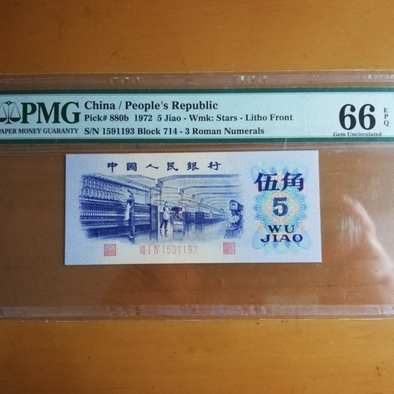 PMG
PAPER MONEY GUARANTY
China / People's Republic
Pick# 880b 1972 5 Jiao - Wmk: Stars - Litho Front
S/N 1591193 Block 714 - 3 Roman Numerals
66 EPQ
Gem Uncirculated
中國人民銀行
伍角
5
WU
JIAO
1591193